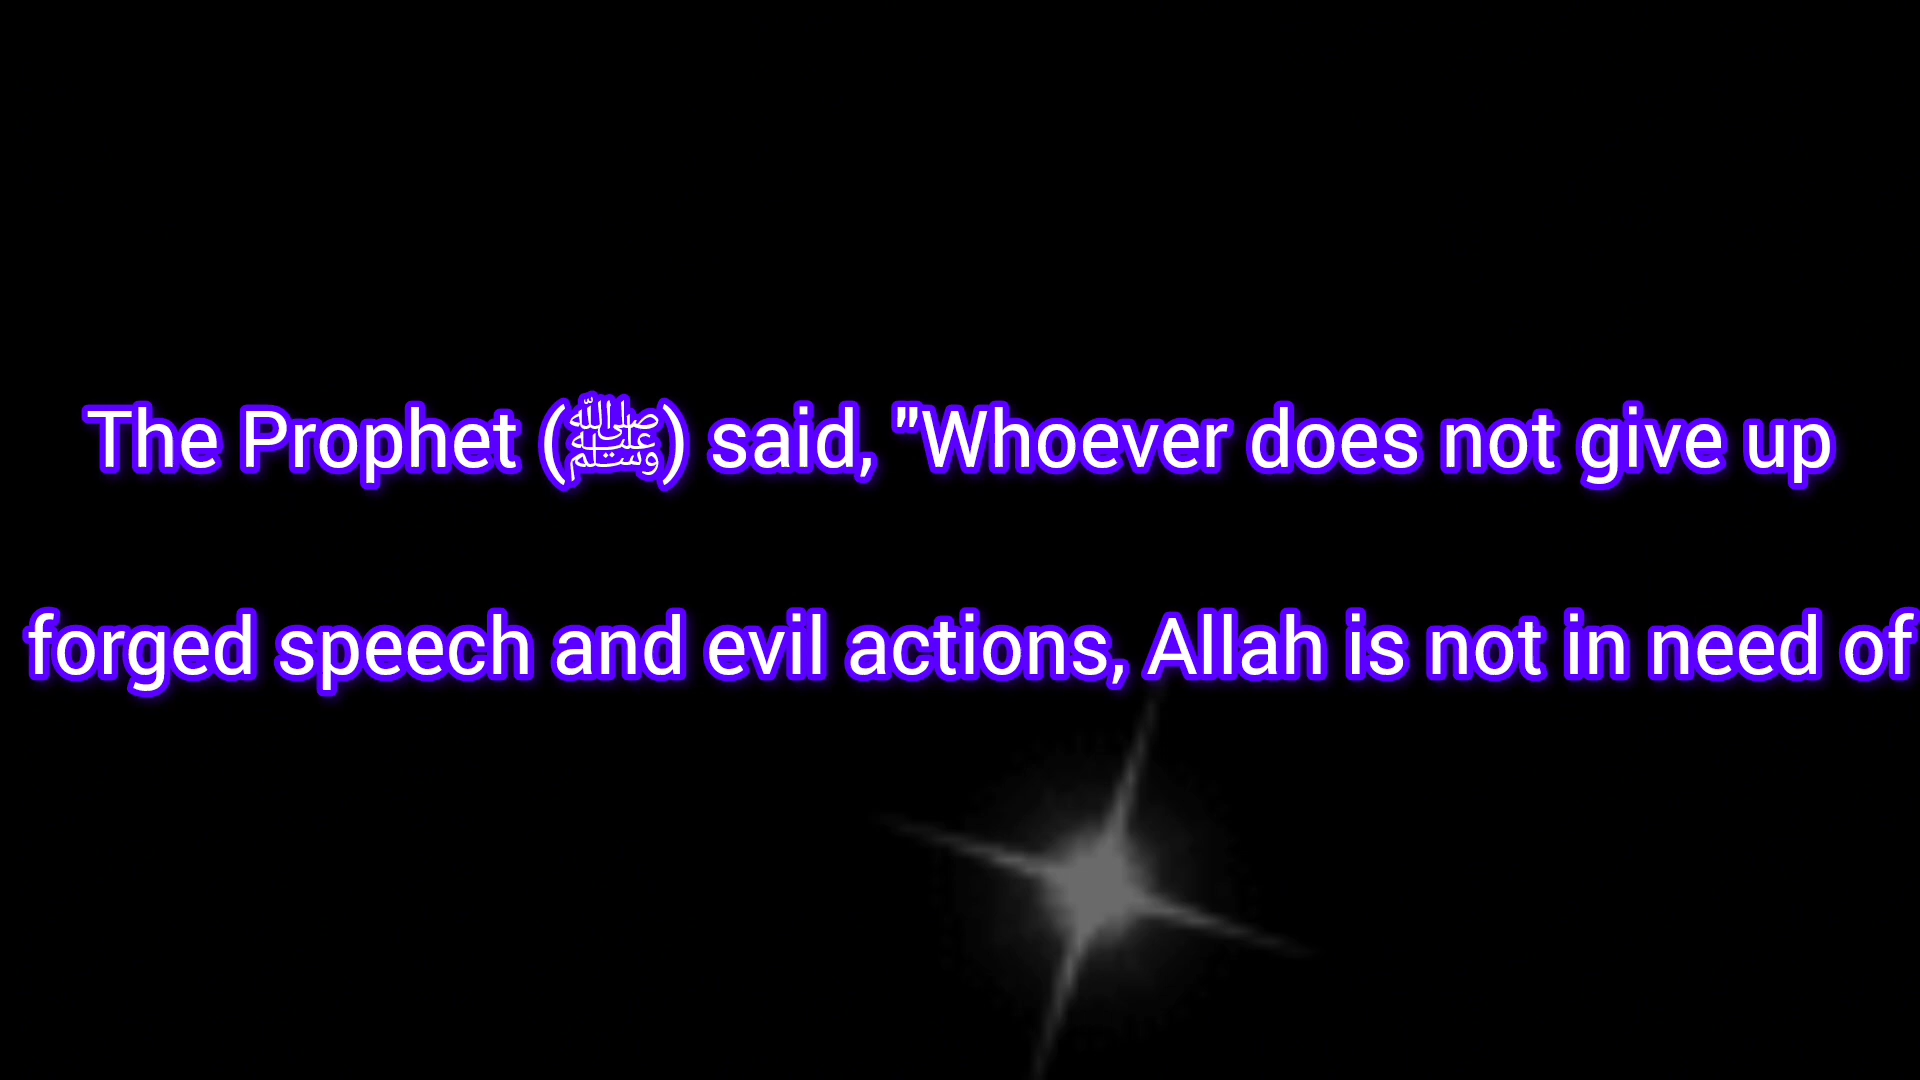 The Prophet (ﷺ) said, "Whoever does not give up
forged speech and evil actions, Allah is not in need of